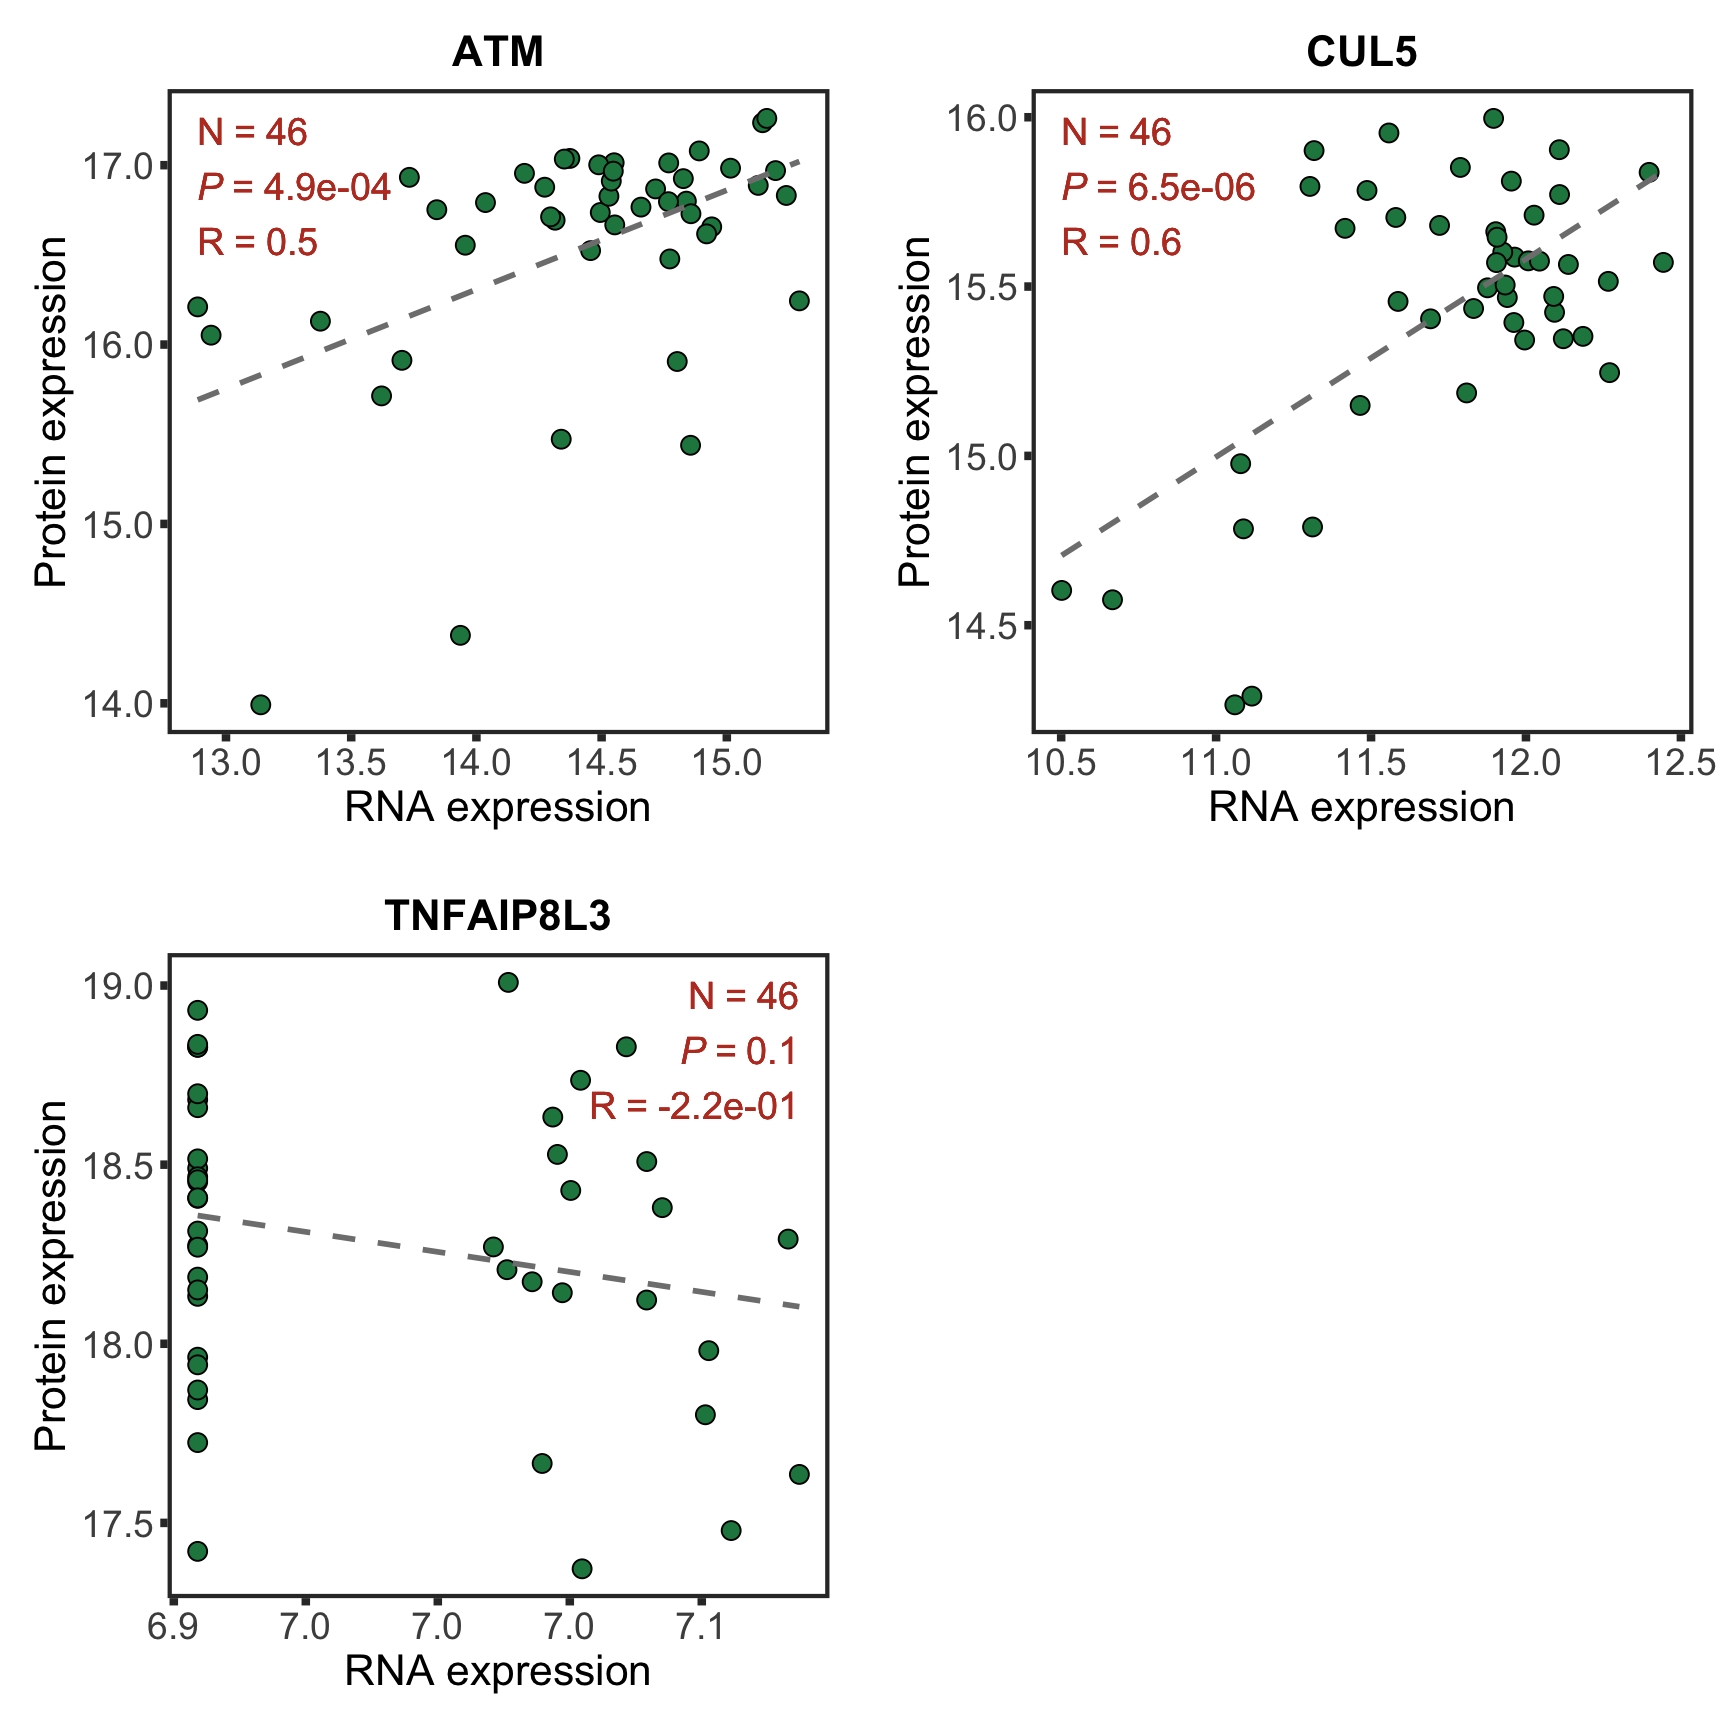 ATM
N = 46
P = 4.9e-04
R = 0.5
17.0
16.0
15.0
14.0
Protein expression
13.0 13.5 14.0 14.5 15.0
RNA expression
CUL5
N = 46
P = 6.5e-06
R = 0.6
16.0
15.5
15.0
14.5
Protein expression
10.5 11.0 11.5 12.0 12.5
RNA expression
TNFAIP8L3
N = 46
P = 0.1
R = -2.2e-01
19.0
18.5
18.0
17.5
Protein expression
6.9 7.0 7.0 7.0 7.1
RNA expression